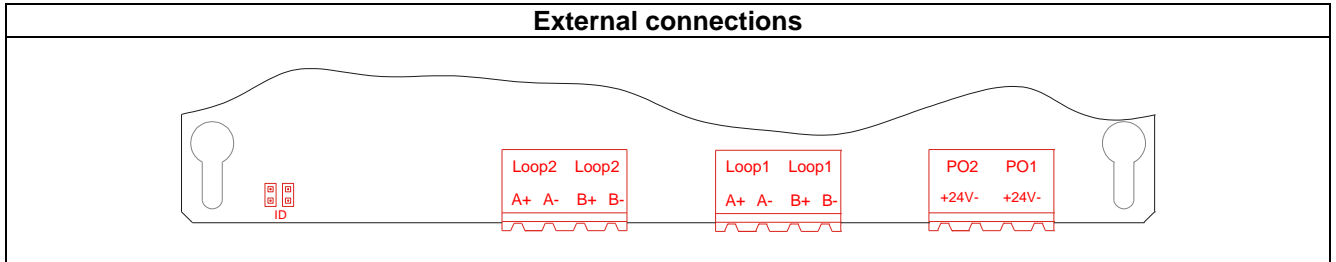 External connections
Loop2 Loop2
A+ A- B+ B-
Loop1 Loop1
A+ A- B+ B-
PO2 PO1
+24V- +24V-
ID